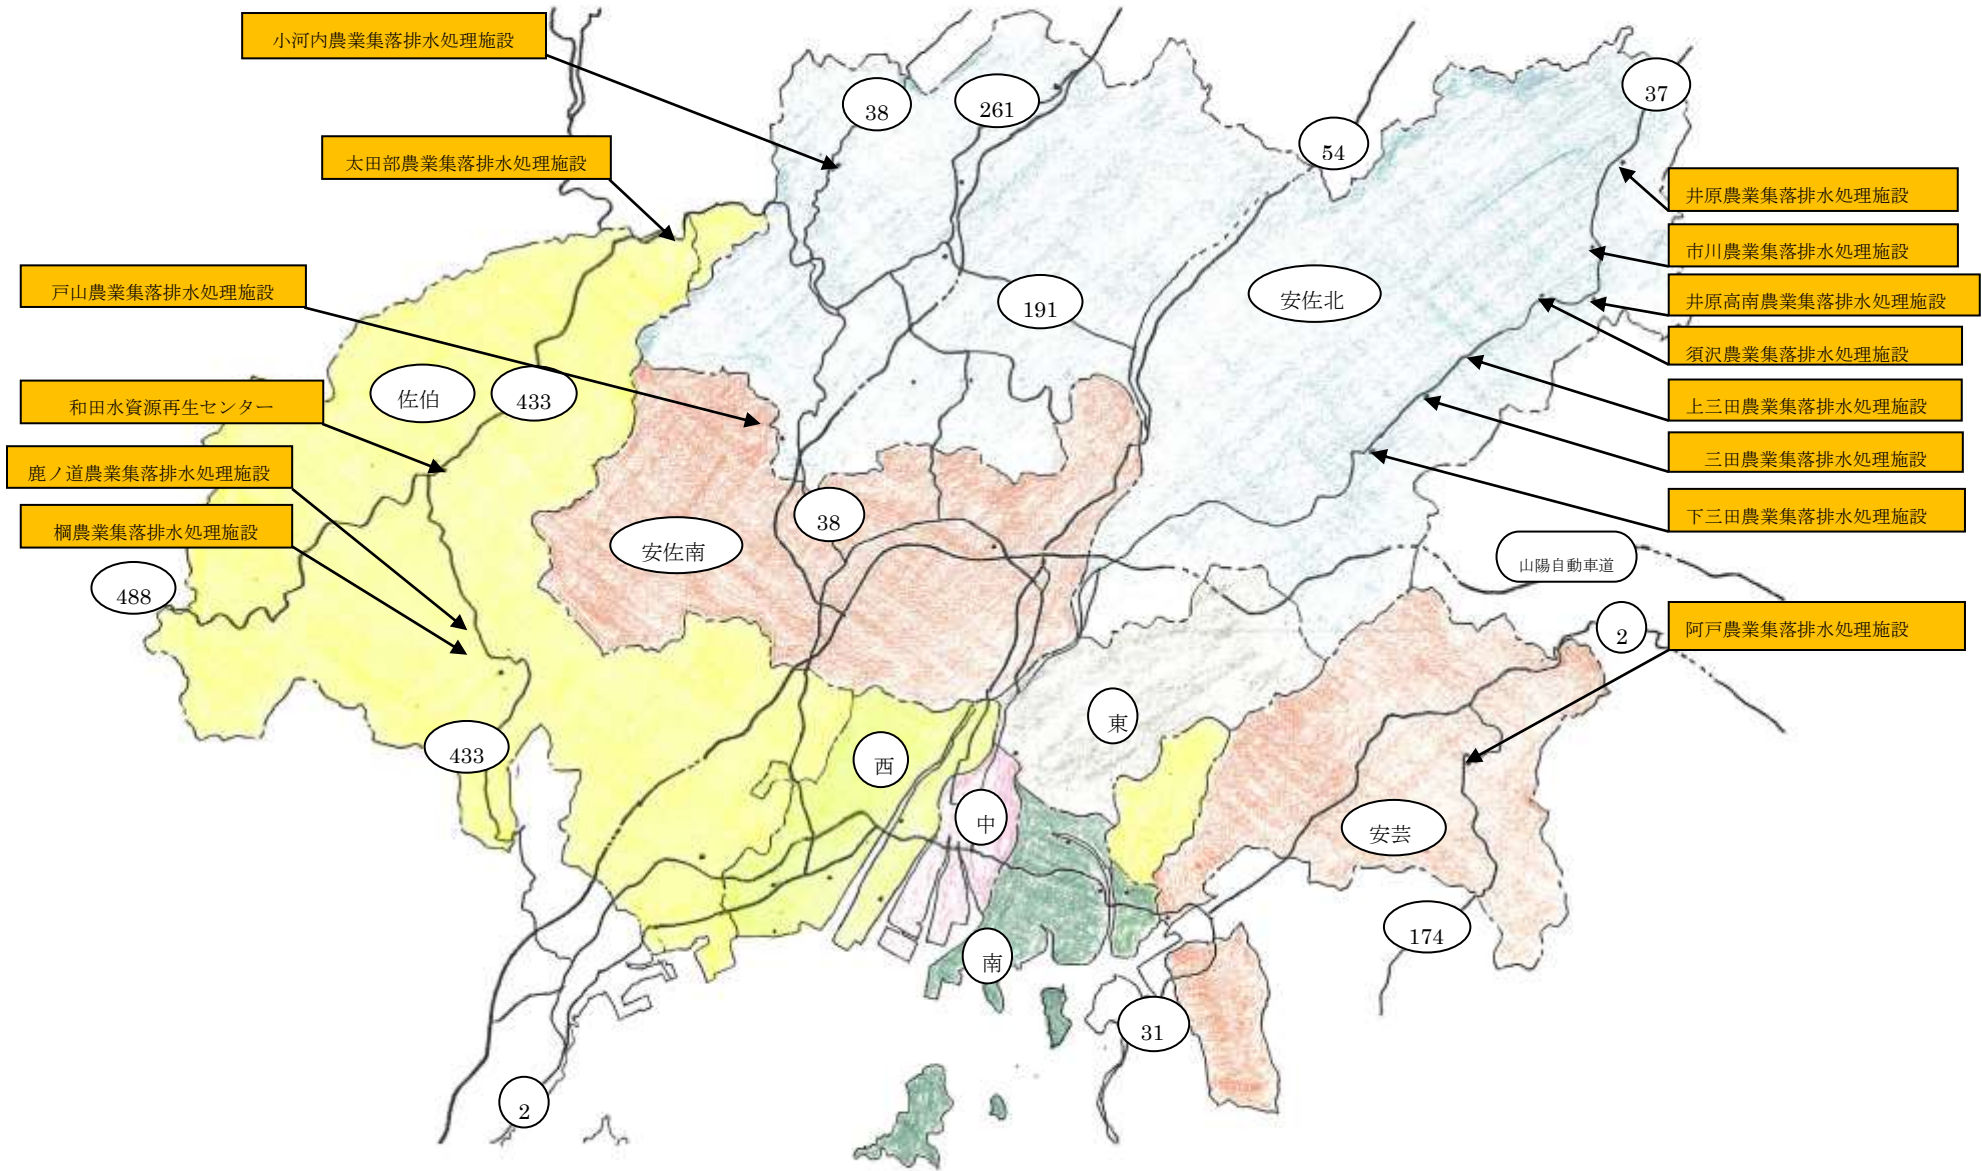 小河内農業集落排水処理施設
38
261
37
54
太田部農業集落排水処理施設
井原農業集落排水処理施設
市川農業集落排水処理施設
戸山農業集落排水処理施設
191
安佐北
井原高南農業集落排水処理施設
須沢農業集落排水処理施設
和田水資源再生センター
佐伯
433
上三田農業集落排水処理施設
三田農業集落排水処理施設
鹿ノ道農業集落排水処理施設
38
下三田農業集落排水処理施設
棡農業集落排水処理施設
安佐南
山陽自動車道
488
2
阿戸農業集落排水処理施設
東
433
西
中
安芸
174
南
31
2